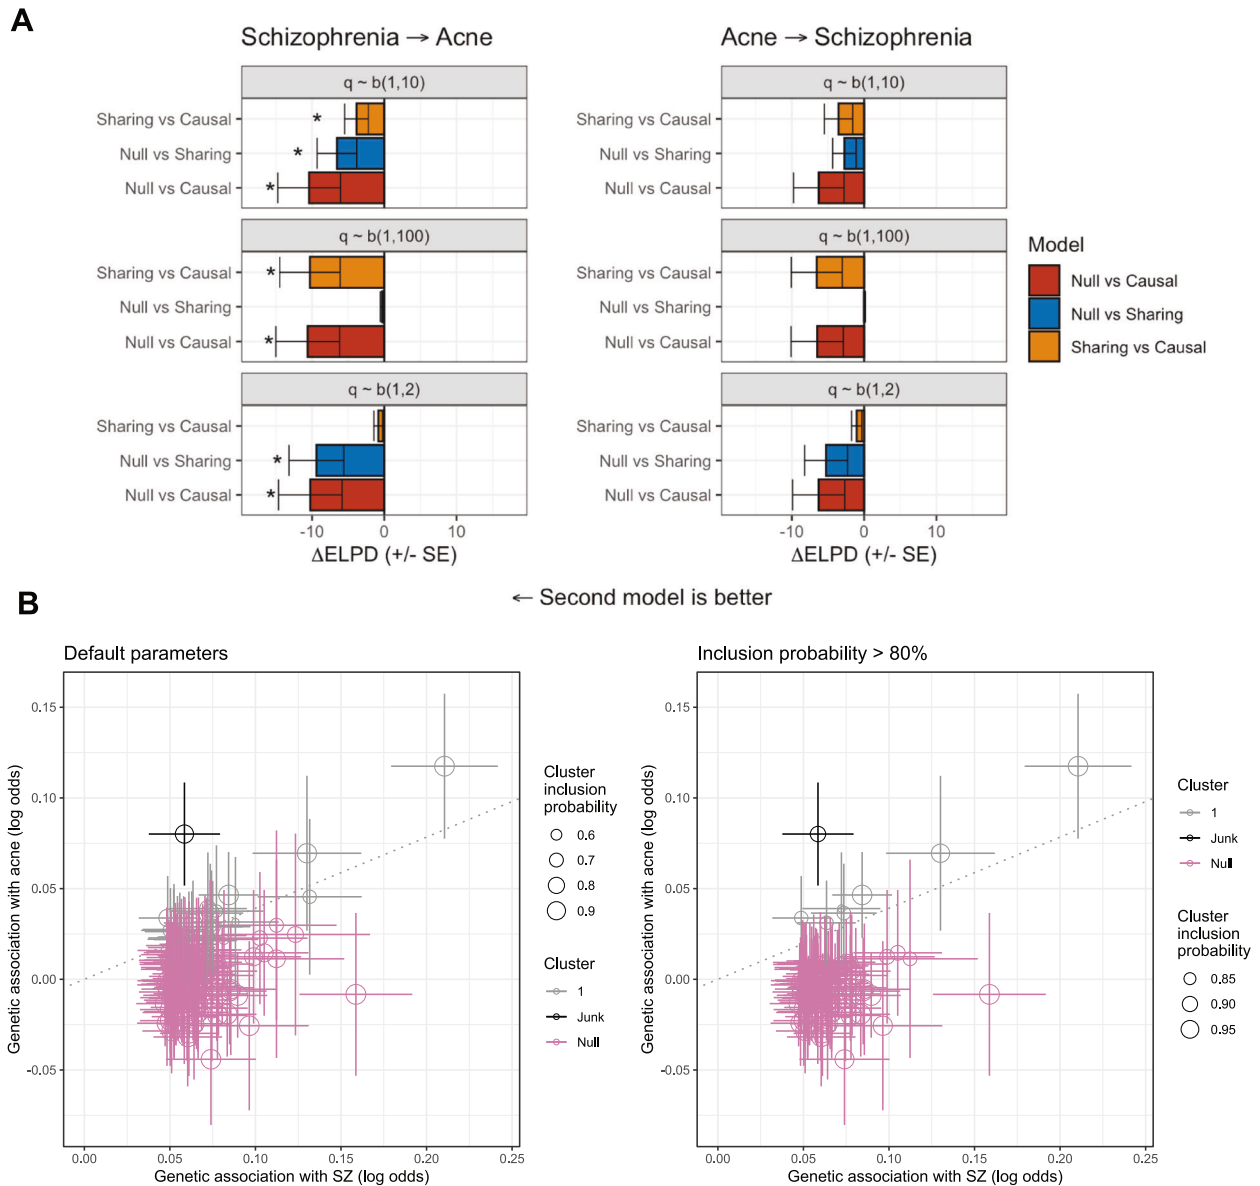 A
Schizophrenia → Acne
Acne → Schizophrenia
q ~ b(1,10)
Sharing vs Causal
*
Null vs Sharing
*
Null vs Causal
*
q ~ b(1,100)
Sharing vs Causal
*
Null vs Sharing
Null vs Causal
*
q ~ b(1,2)
Sharing vs Causal
Null vs Sharing
*
Null vs Causal
*
-10 0 10
ΔELPD (+/- SE)
q ~ b(1,10)
Sharing vs Causal
Null vs Sharing
Null vs Causal
q ~ b(1,100)
Sharing vs Causal
Null vs Sharing
Null vs Causal
q ~ b(1,2)
Sharing vs Causal
Null vs Sharing
Null vs Causal
-10 0 10
ΔELPD (+/- SE)
Model
Null vs Causal
Null vs Sharing
Sharing vs Causal
← Second model is better
B
Default parameters
Genetic association with acne (log odds)
0.15
0.10
0.05
0.00
-0.05
0.00 0.05 0.10 0.15 0.20 0.25
Genetic association with SZ (log odds)
Cluster
inclusion
probability
0.6
0.7
0.8
0.9
Cluster
1
Junk
Null
Inclusion probability > 80%
Genetic association with acne (log odds)
0.15
0.10
0.05
0.00
-0.05
0.00 0.05 0.10 0.15 0.20 0.25
Genetic association with SZ (log odds)
Cluster
1
Junk
Null
Cluster
inclusion
probability
0.85
0.90
0.95